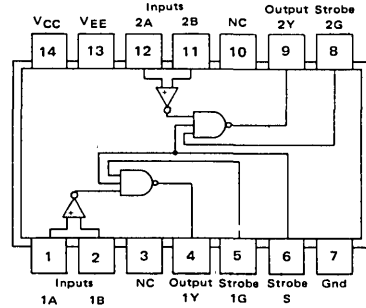 Inputs Output Strobe
VCC VEE 2A 2B NC 2Y 2G
14 13 12 11 10 9 8
+
+
1 2 3 4 5 6 7
Inputs NC Output Strobe Strobe Gnd
1A 1B 1Y 1G S